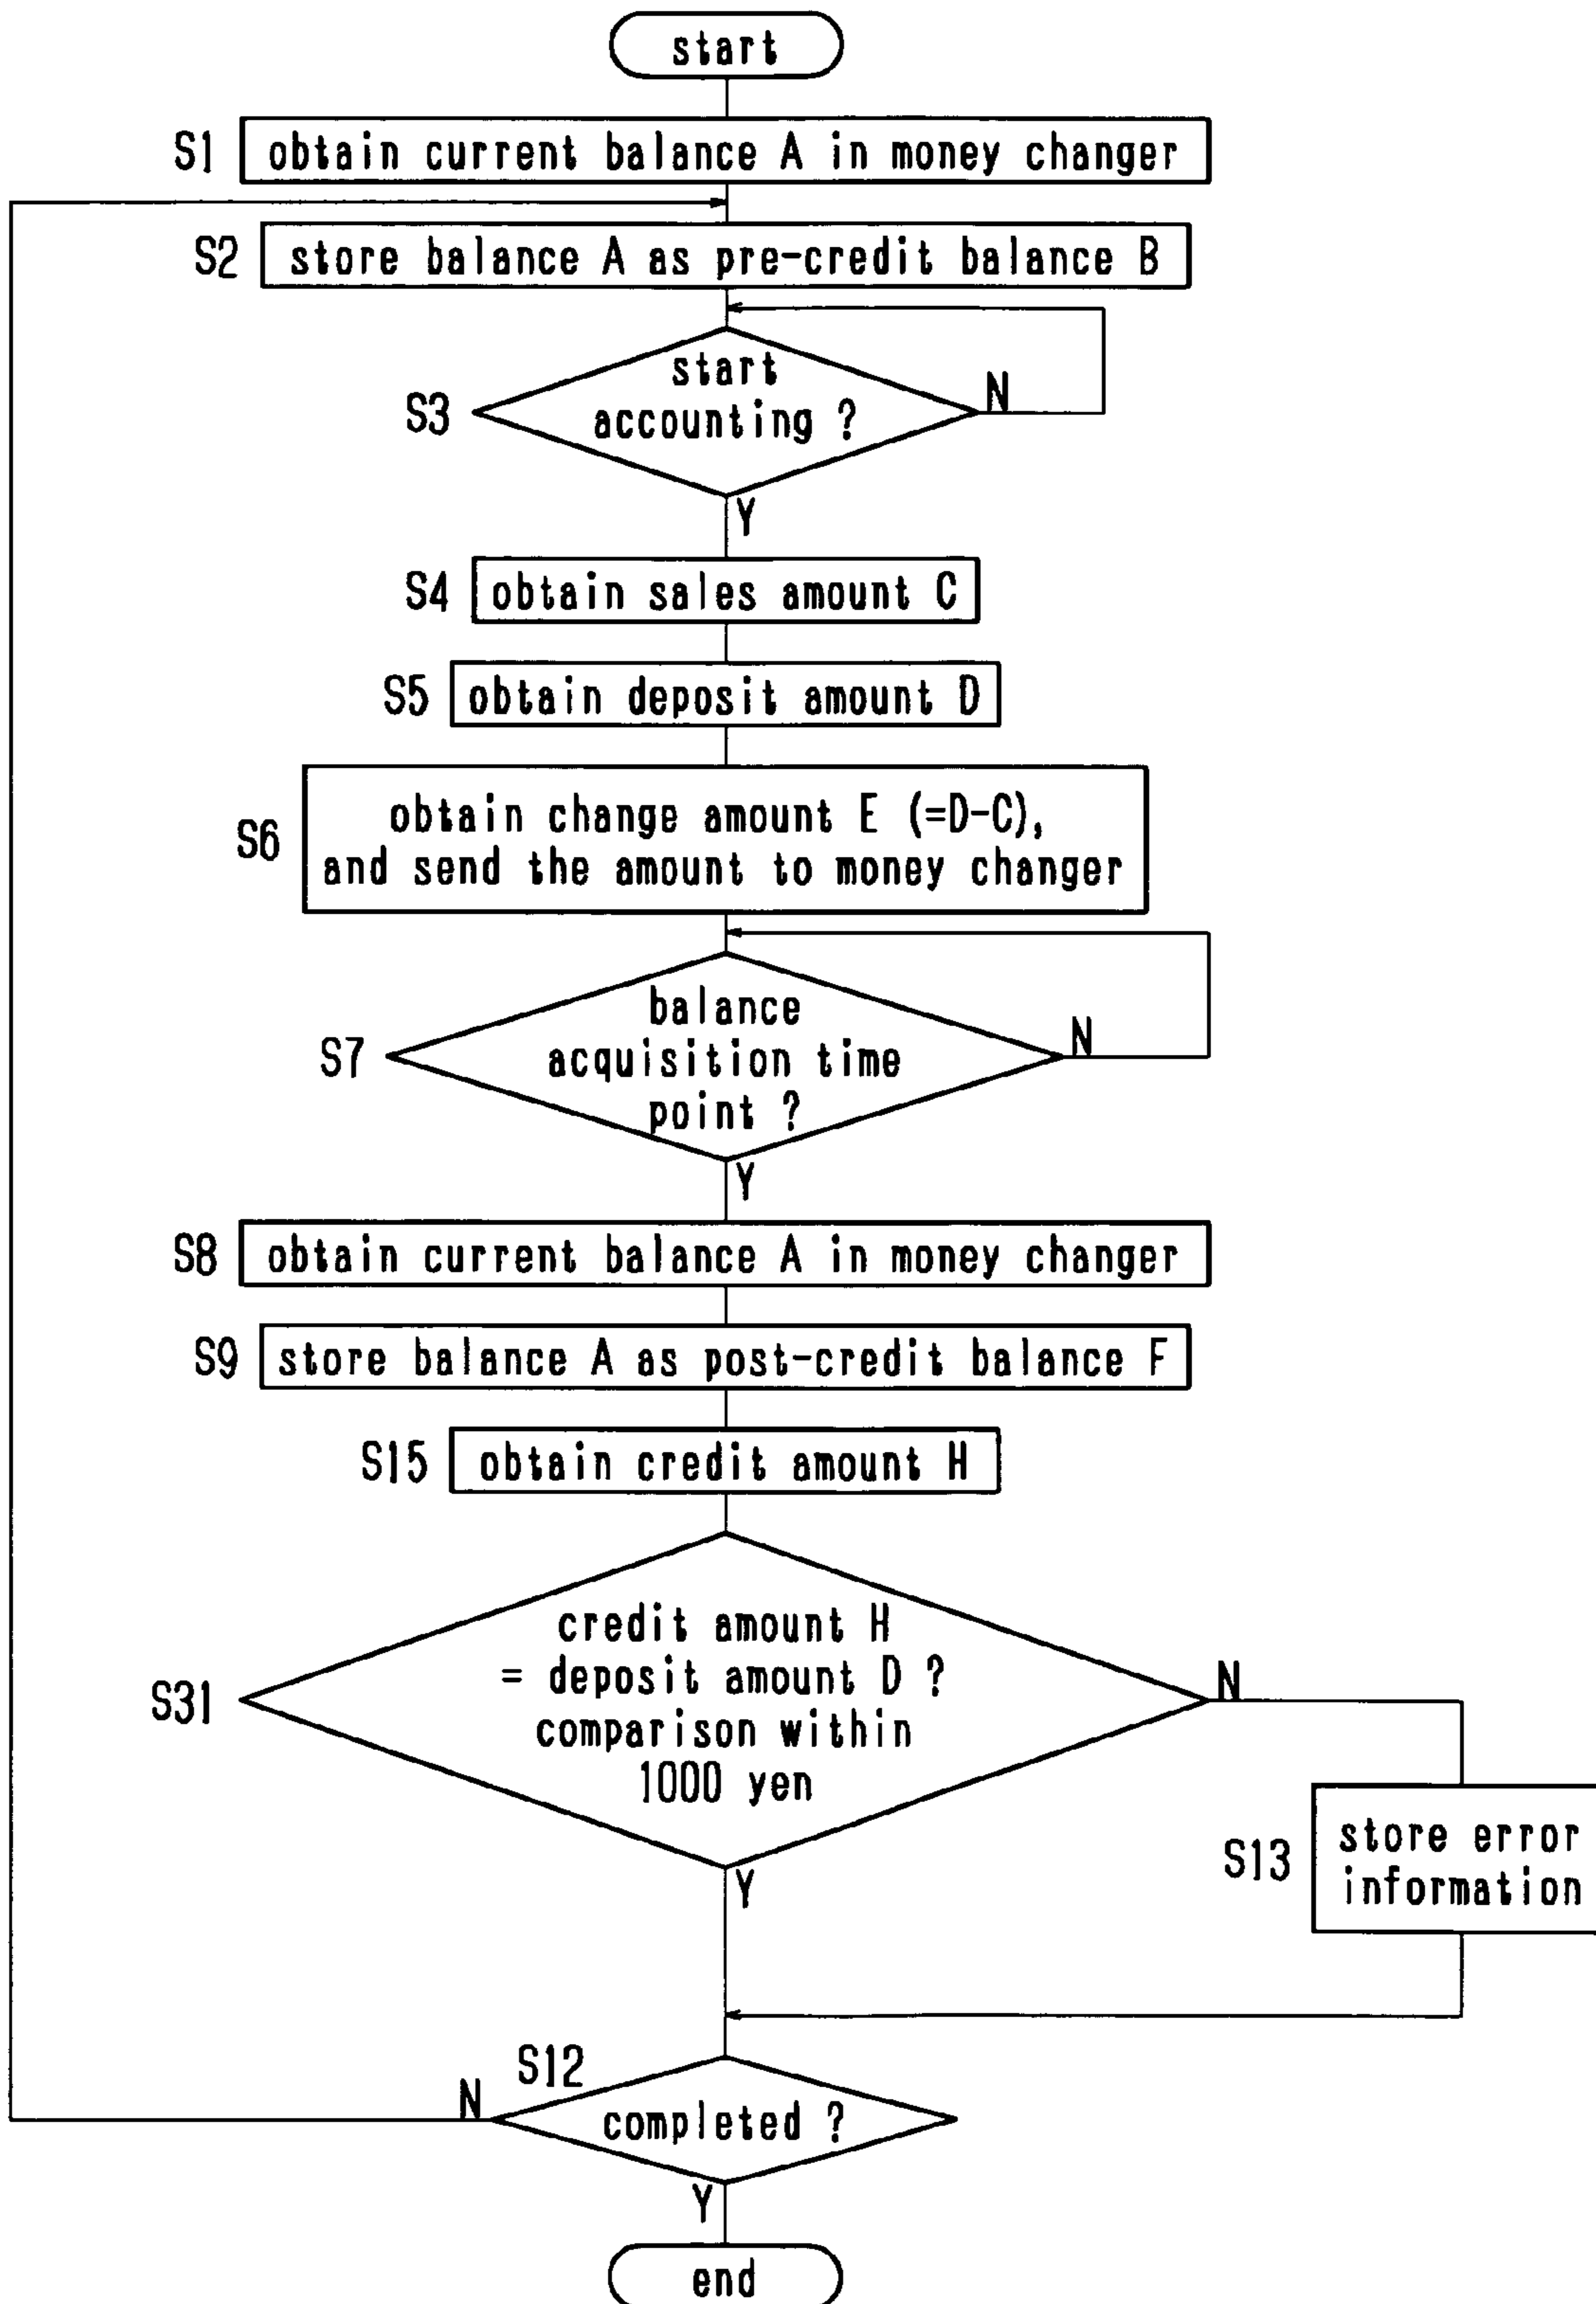 start
S1 obtain current balance A in money changer
S2 store balance A as pre-credit balance B
start
S3 accounting ? N
Y
S4 obtain sales amount C
S5 obtain deposit amount D
obtain change amount E (=D-C),
S6
and send the amount to money changer
balance
S7 acquisition time N
point ?
Y
S8 obtain current balance A in money changer
S9 store balance A as post-credit balance F
S15 obtain credit amount H
credit amount H
= deposit amount D ? N
S31
comparison within
1000 yen
Y
S13 store error
information
S12
N completed ?
Y
end